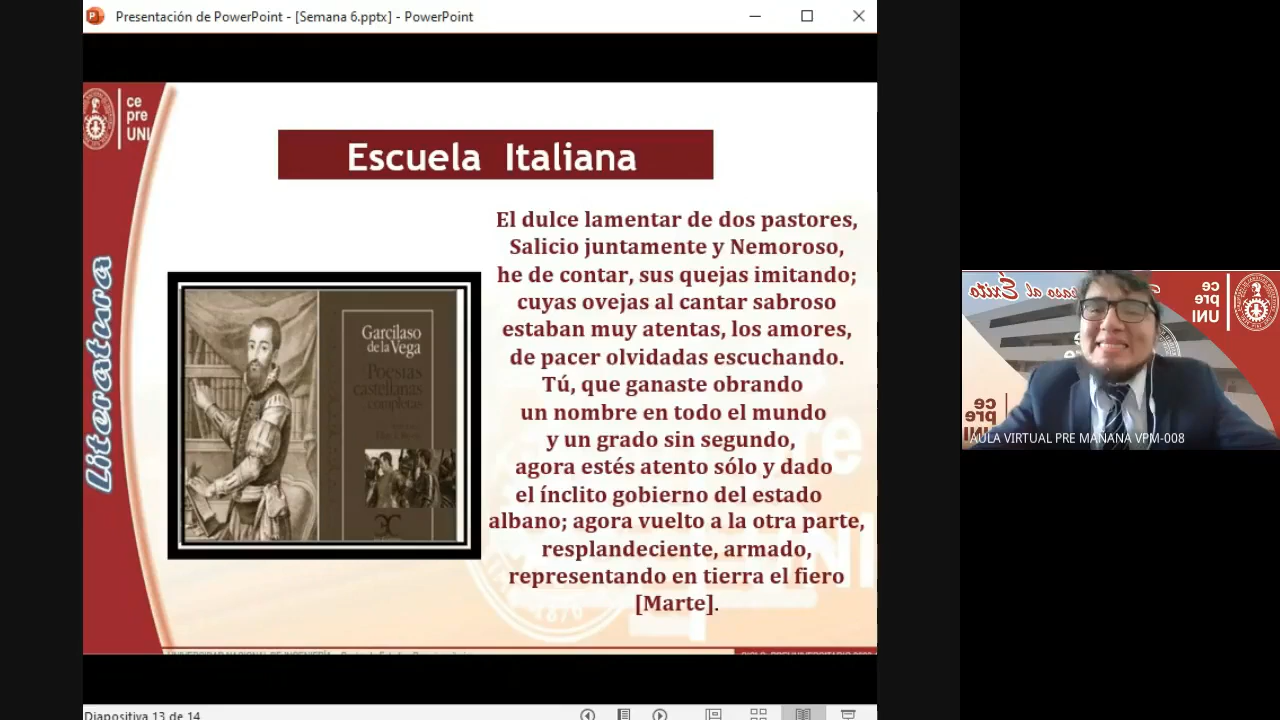 Presentación de PowerPoint - [Semana 6.pptx] - PowerPoint
ce
pre
UNI
Escuela Italiana
Literatura
El dulce lamentar de dos pastores,
Salicio juntamente y Nemoroso,
he de contar, sus quejas imitando;
cuyas ovejas al cantar sabroso
estaban muy atentas, los amores,
de pacer olvidadas escuchando.
Tú, que ganaste obrando
un nombre en todo el mundo
y un grado sin segundo,
agora estés atento sólo y dado
el ínclito gobierno del estado
albano; agora vuelto a la otra parte,
resplandeciente, armado,
representando en tierra el fiero
[Marte].
Garcilaso
de la Vega
Poesías
castellanas
completas
1876
Diapositiva 13 de 14
al Éxito
ce
pre
UNI
AULA VIRTUAL PRE MAÑANA VPM-008